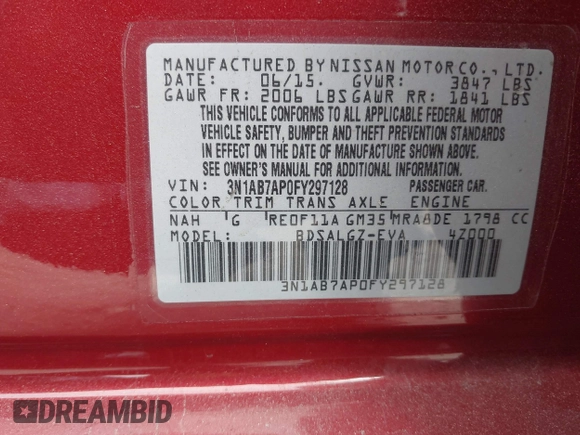 MANUFACTURED BY NISSAN MOTOR CO., LTD.
DATE: 06/15. GVWR: 3847 LBS
GAWR FR: 2006 LBS GAWR RR: 1841 LBS
THIS VEHICLE CONFORMS TO ALL APPLICABLE FEDERAL MOTOR
VEHICLE SAFETY, BUMPER AND THEFT PREVENTION STANDARDS
IN EFFECT ON THE DATE OF MANUFACTURE SHOWN ABOVE.
SEE OWNER'S MANUAL FOR ADDITIONAL INFORMATION.
VIN: 3N1AB7AP0FY297128 PASSENGER CAR.
COLOR TRIM TRANS AXLE ENGINE
NAH G RE0F11A GM35 MRA8DE 1798 CC
MODEL: BDSALGZ-EVA 4Z000
3N1AB7AP0FY297128
DREAMBID